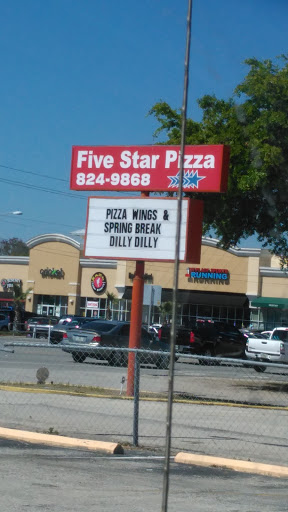 Five Star Pizza
824-9868
PIZZA WINGS &
SPRING BREAK
DILLY DILLY
RUNNING